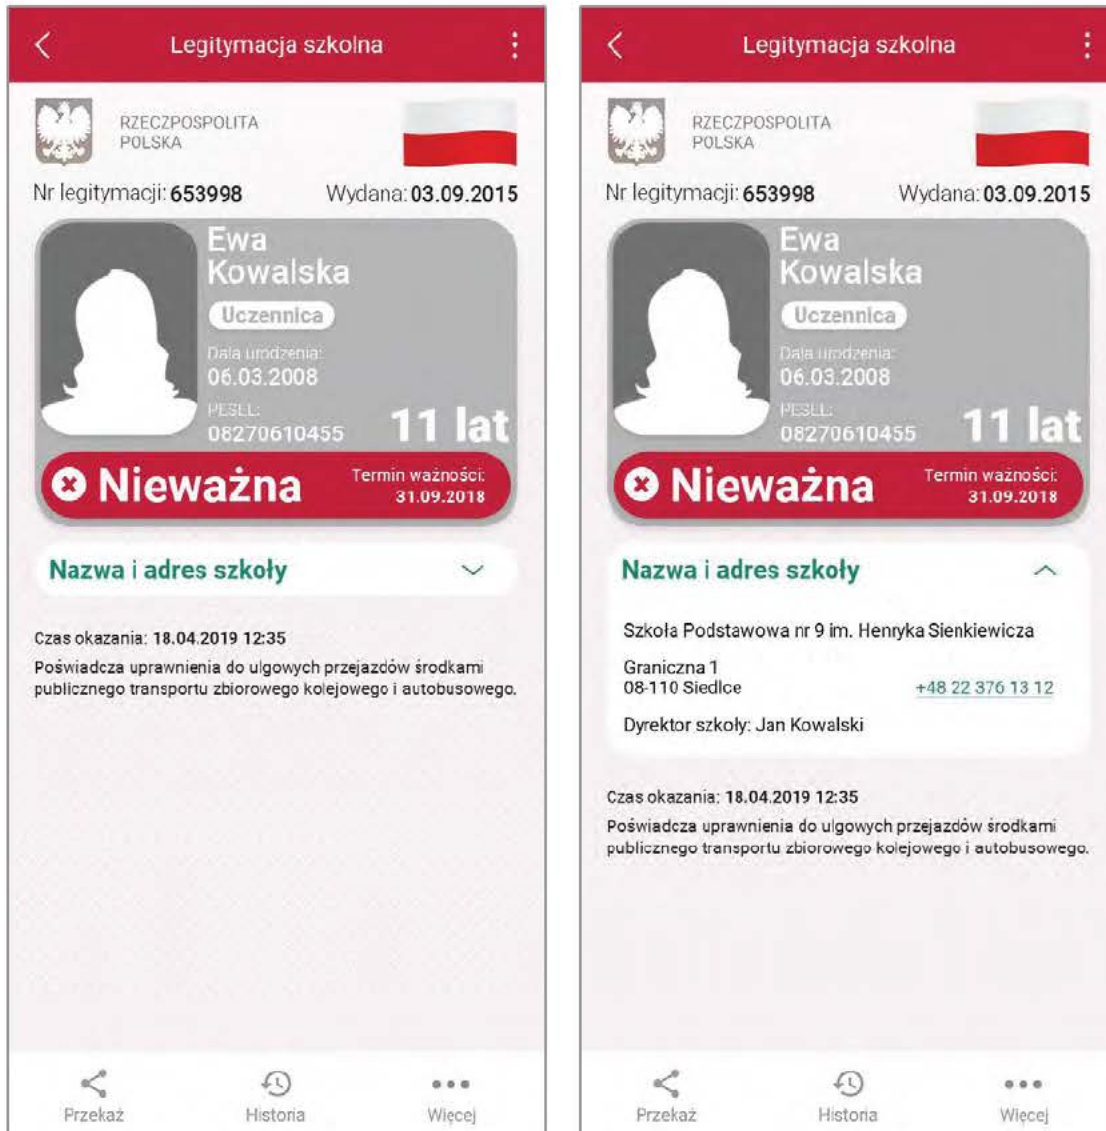 Legitymacja szkolna
RZECZPOSPOLITA
POLSKA
Nr legitymacji: 653998 Wydana: 03.09.2015
Ewa
Kowalska
Uczennica
Data urodzenia:
06.03.2008
PESEL:
08270610455
11 lat
Nieważna
Termin ważności:
31.09.2018
Nazwa i adres szkoły
Czas okazania: 18.04.2019 12:35
Poświadcza uprawnienia do ulgowych przejazdów środkami
publicznego transportu zbiorowego kolejowego i autobusowego.
Przekaż Historia Więcej
Legitymacja szkolna
RZECZPOSPOLITA
POLSKA
Nr legitymacji: 653998 Wydana: 03.09.2015
Ewa
Kowalska
Uczennica
Data urodzenia:
06.03.2008
PESEL:
08270610455
11 lat
Nieważna
Termin ważności:
31.09.2018
Nazwa i adres szkoły
Szkoła Podstawowa nr 9 im. Henryka Sienkiewicza
Graniczna 1
08-110 Siedlce +48 22 376 13 12
Dyrektor szkoły: Jan Kowalski
Czas okazania: 18.04.2019 12:35
Poświadcza uprawnienia do ulgowych przejazdów środkami
publicznego transportu zbiorowego kolejowego i autobusowego.
Przekaż Historia Więcej